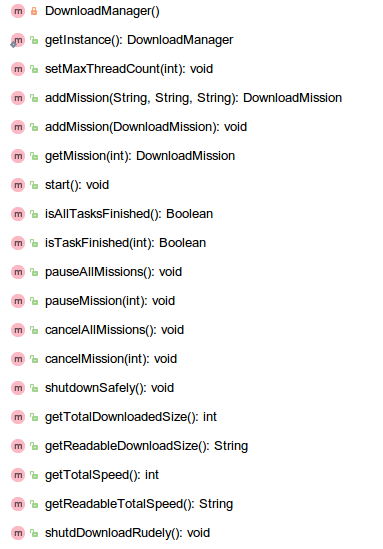 DownloadManager()
getInstance(): DownloadManager
setMaxThreadCount(int): void
addMission(String, String, String): DownloadMission
addMission(DownloadMission): void
getMission(int): DownloadMission
start(): void
isAllTasksFinished(): Boolean
isTaskFinished(int): Boolean
pauseAllMissions(): void
pauseMission(int): void
cancelAllMissions(): void
cancelMission(int): void
shutdownSafely(): void
getTotalDownloadedSize(): int
getReadableDownloadSize(): String
getTotalSpeed(): int
getReadableTotalSpeed(): String
shutdDownloadRudely(): void